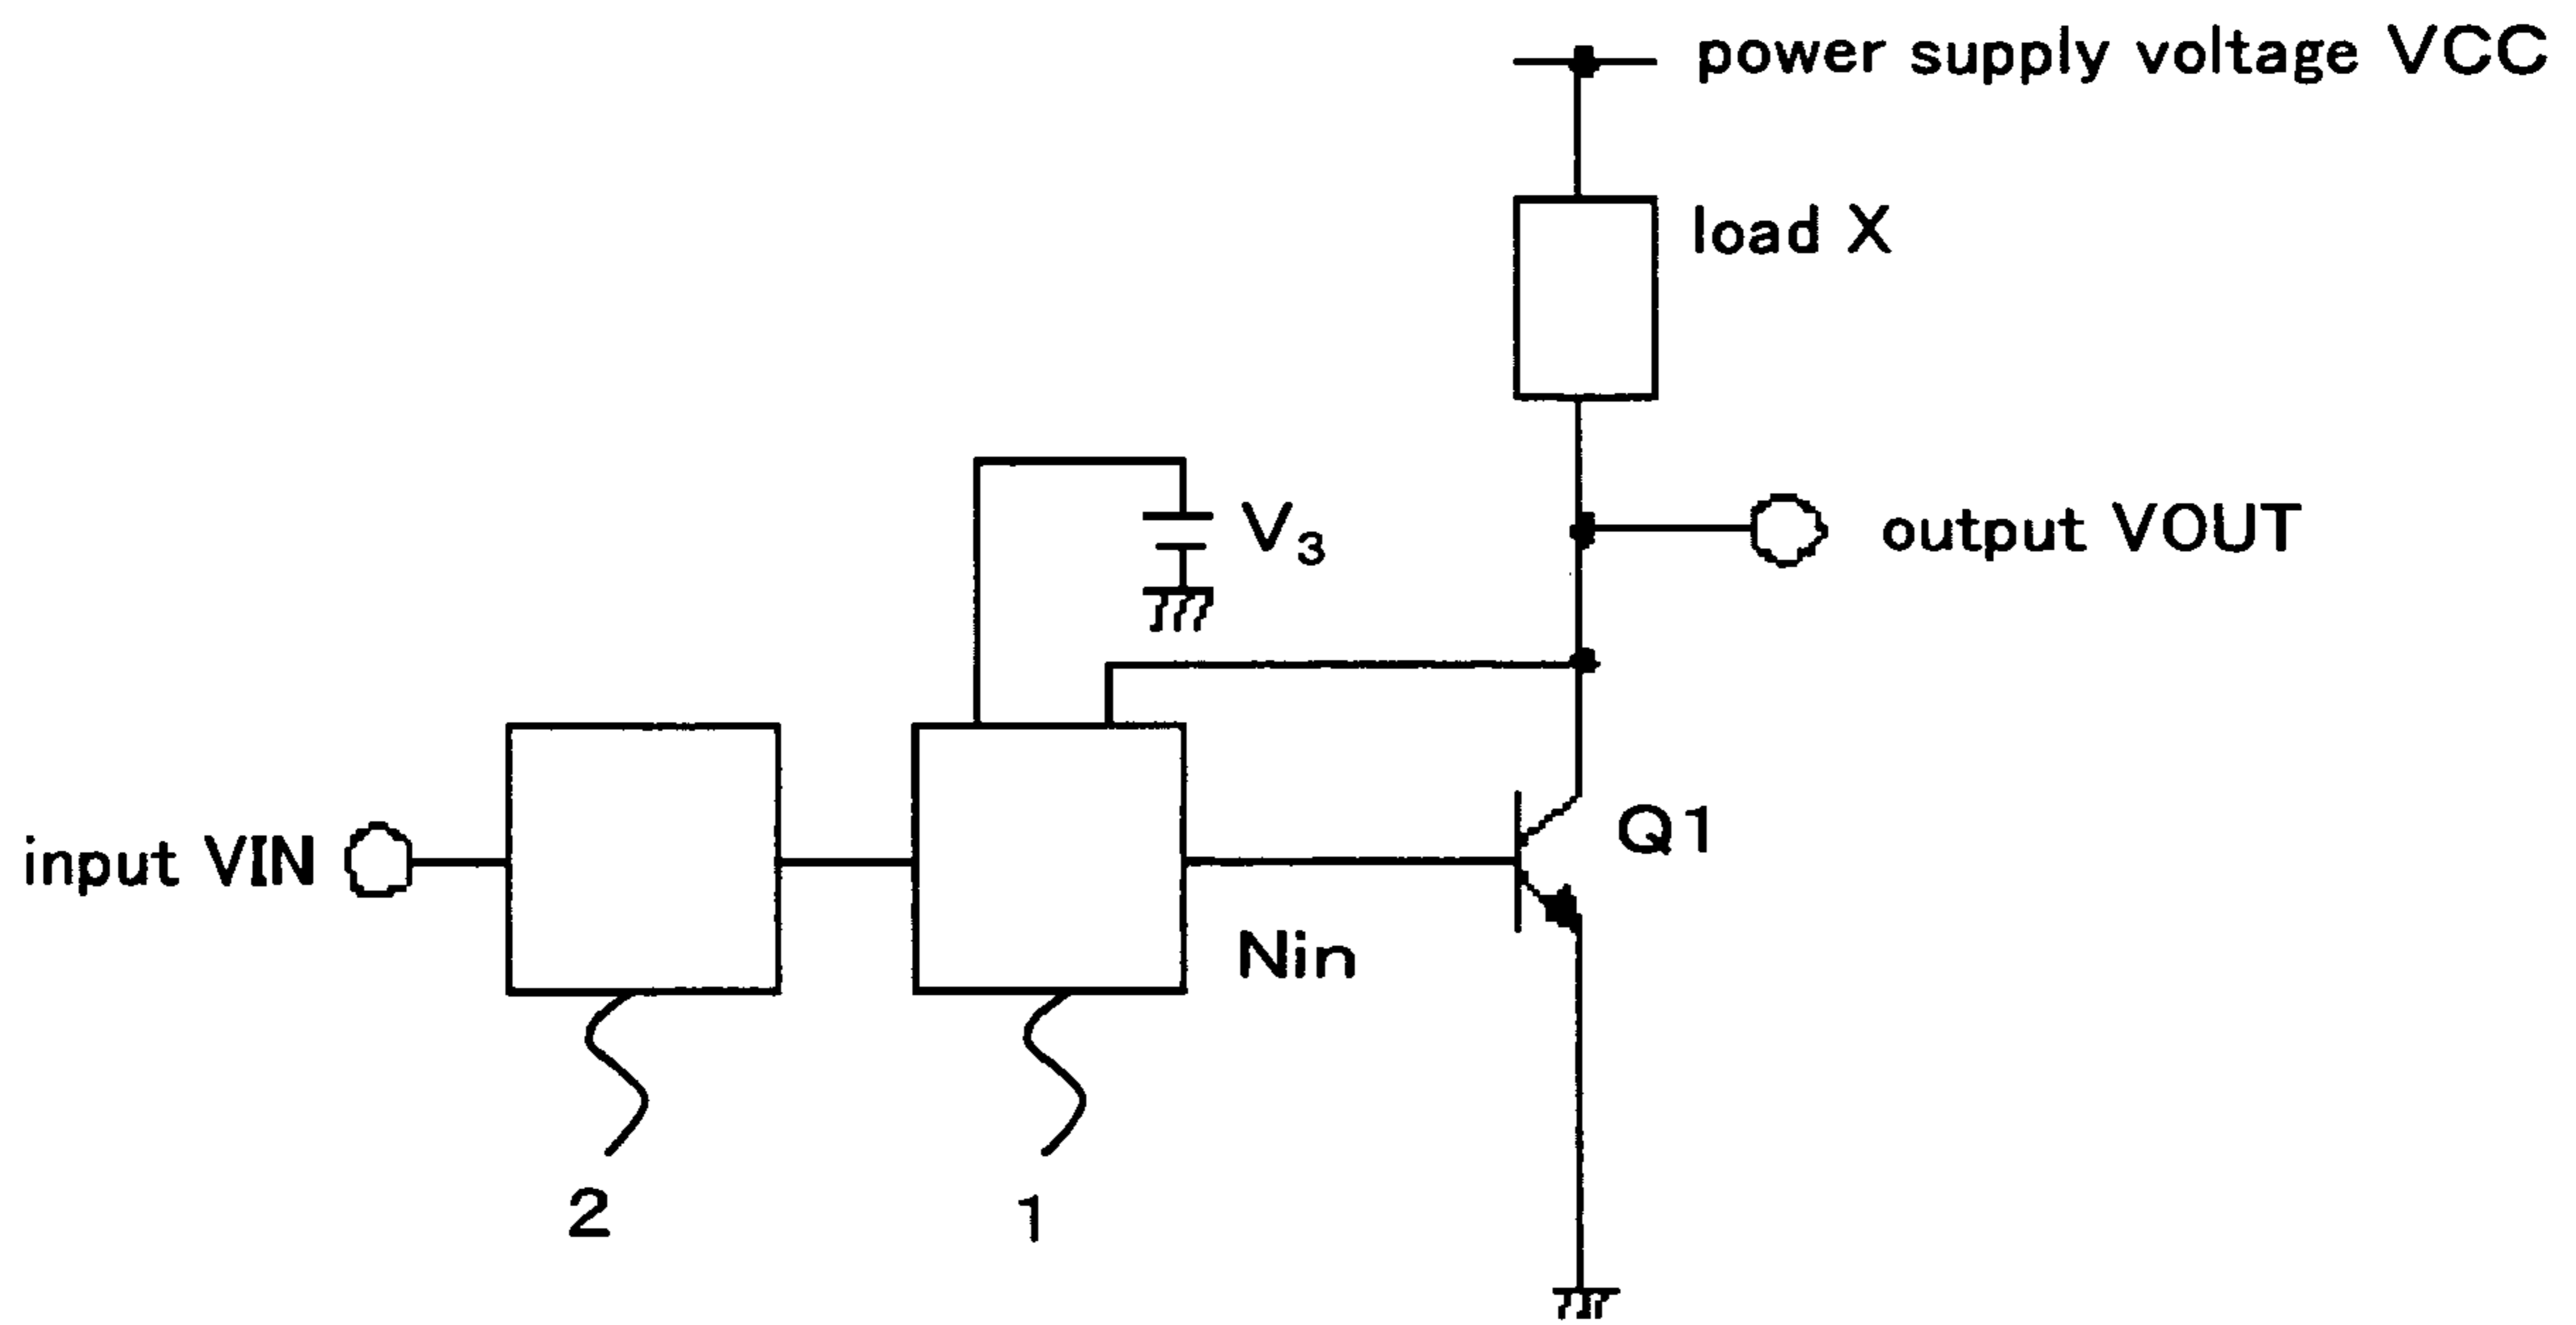 power supply voltage VCC
load X
V3
output VOUT
Q1
input VIN
Nin
2
1